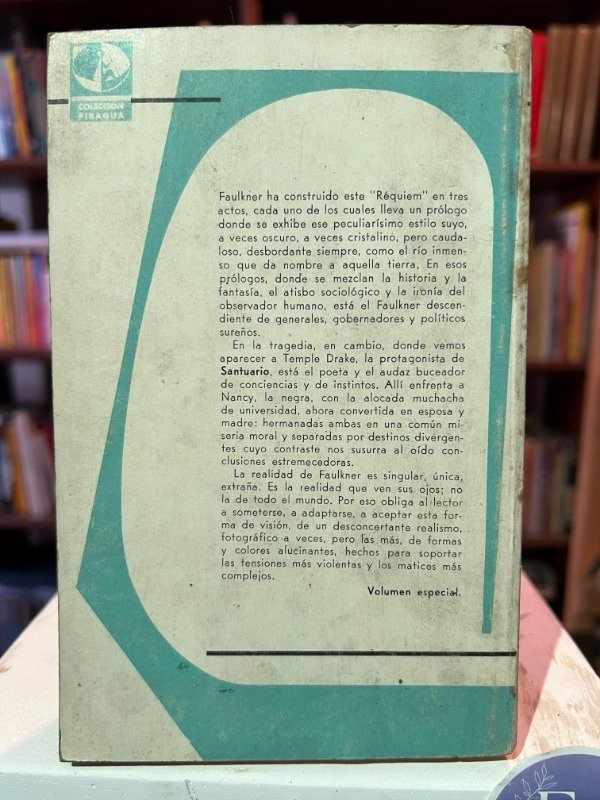 COLECCION
PIRAGUA
Faulkner ha construido este "Réquiem" en tres
actos, cada uno de los cuales lleva un prólogo
donde se exhibe ese peculiarísimo estilo suyo,
a veces oscuro, a veces cristalino, pero cauda-
loso, desbordante siempre, como el río inmen-
so que da nombre a aquella tierra. En esos
prólogos, donde se mezclan la historia y la
fantasía, el atisbo sociológico y la ironía del
observador humano, está el Faulkner descen-
diente de generales, gobernadores y políticos
sureños.
En la tragedia, en cambio, donde vemos
aparecer a Temple Drake, la protagonista de
Santuario, está el poeta y el audaz buceador
de conciencias y de instintos. Allí enfrenta a
Nancy, la negra, con la alocada muchacha
de universidad, ahora convertida en esposa y
madre: hermanadas ambas en una común mi-
seria moral y separadas por destinos divergen-
tes cuyo contraste nos susurra al oído con-
clusiones estremecedoras.
La realidad de Faulkner es singular, única,
extraña. Es la realidad que ven sus ojos; no
la de todo el mundo. Por eso obliga al lector
a someterse, a adaptarse, a aceptar esta for-
ma de visión, de un desconcertante realismo,
fotográfico a veces, pero las más, de formas
y colores alucinantes, hechos para soportar
las tensiones más violentas y los matices más
complejos.
Volumen especial.